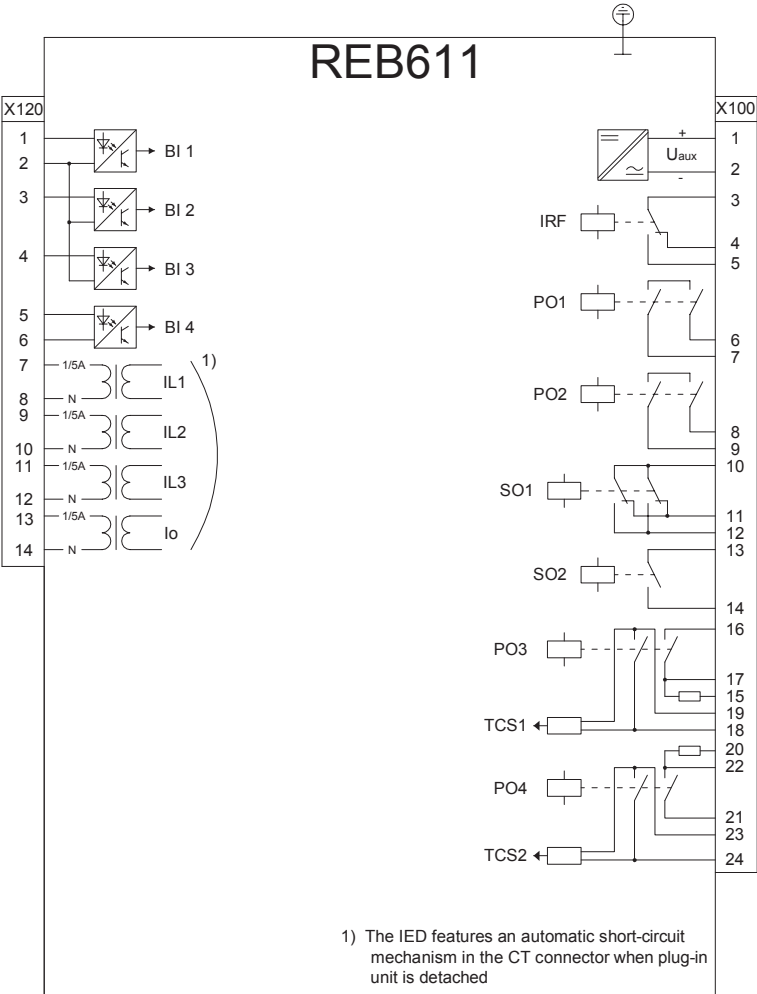 REB611
X120
X100
1
2
3
4
5
6
7
8
9
10
11
12
13
14
BI 1
BI 2
BI 3
BI 4
1/5A
N
1/5A
N
1/5A
N
1/5A
N
1)
IL1
IL2
IL3
Io
+
Uaux
-
IRF
PO1
PO2
SO1
SO2
PO3
TCS1
PO4
TCS2
1
2
3
4
5
6
7
8
9
10
11
12
13
14
16
17
15
19
18
20
22
21
23
24
1) The IED features an automatic short-circuit
mechanism in the CT connector when plug-in
unit is detached